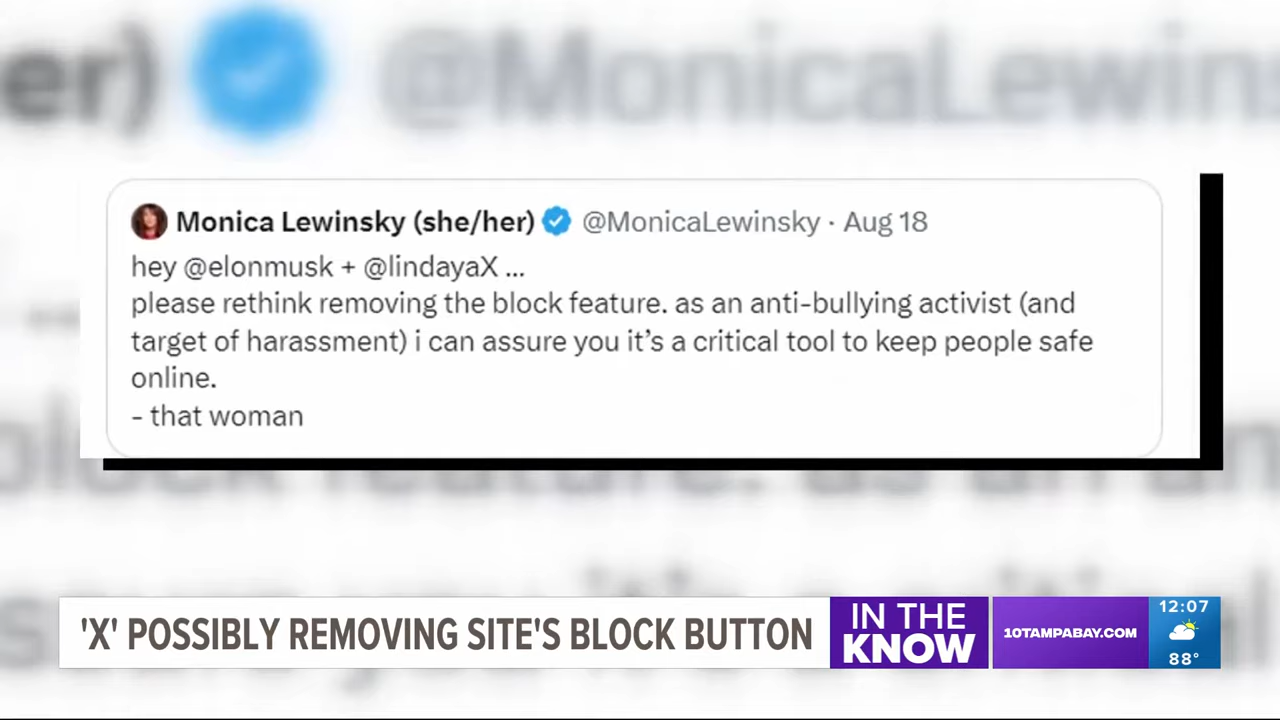 er) @MonicaLewins
Monica Lewinsky (she/her) @MonicaLewinsky · Aug 18
hey @elonmusk + @lindayaX ...
please rethink removing the block feature. as an anti-bullying activist (and
target of harassment) i can assure you it's a critical tool to keep people safe
online.
- that woman
'X' POSSIBLY REMOVING SITE'S BLOCK BUTTON
IN THE
KNOW
10TAMPABAY.COM
12:07
88°